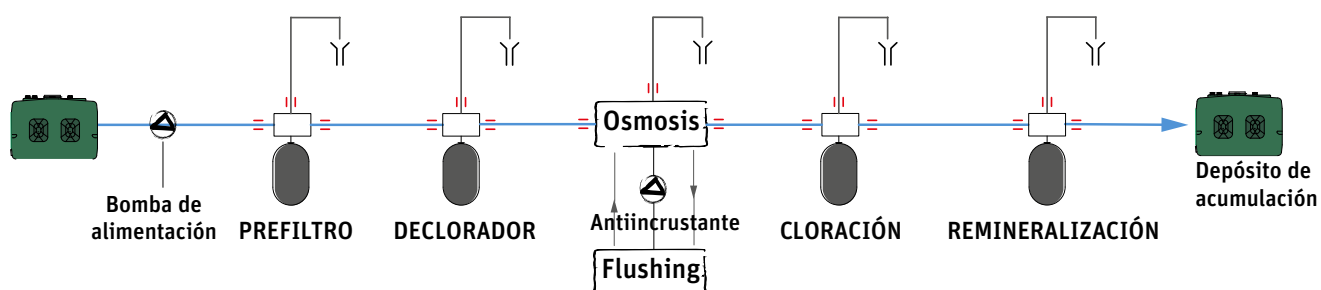 Osmosis
Bomba de
alimentación
PREFILTRO
DECLORADOR
Antiincrustante
Flushing
CLORACIÓN
REMINERALIZACIÓN
Depósito de
acumulación